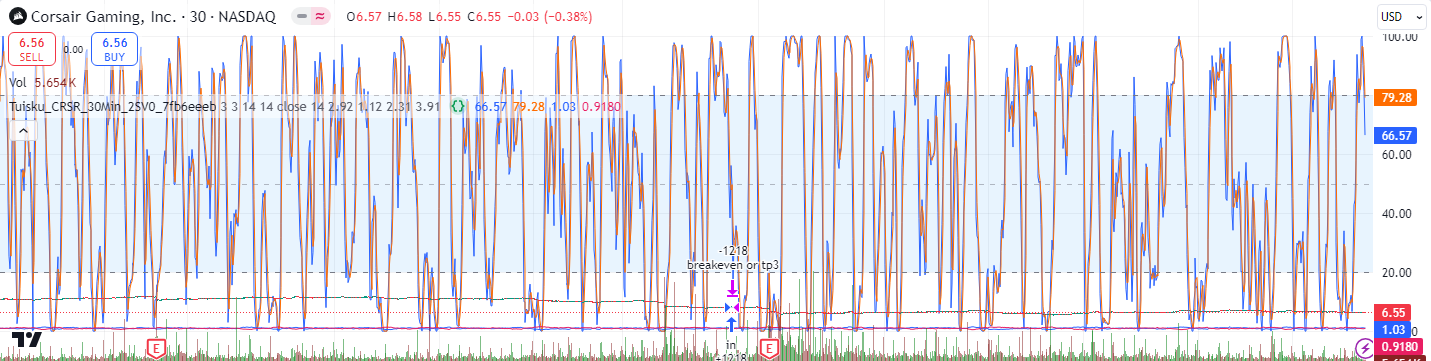 Corsair Gaming, Inc. · 30 · NASDAQ O6.57 H6.58 L6.55 C6.55 −0.03 (−0.38%)
USD
6.56
SELL
0.00
6.56
BUY
100.00
Vol 5.654K
Tuisku_CRSR_30Min_2SV0_7fb6eeeb 3 3 14 14 close 14 2.92 1.12 2.31 3.91 {} 66.57 79.28 1.03 0.9180
79.28
66.57
60.00
40.00
-1218
breakeven or tp3
20.00
6.55
1.03
in
E
E
0.9180
-1218